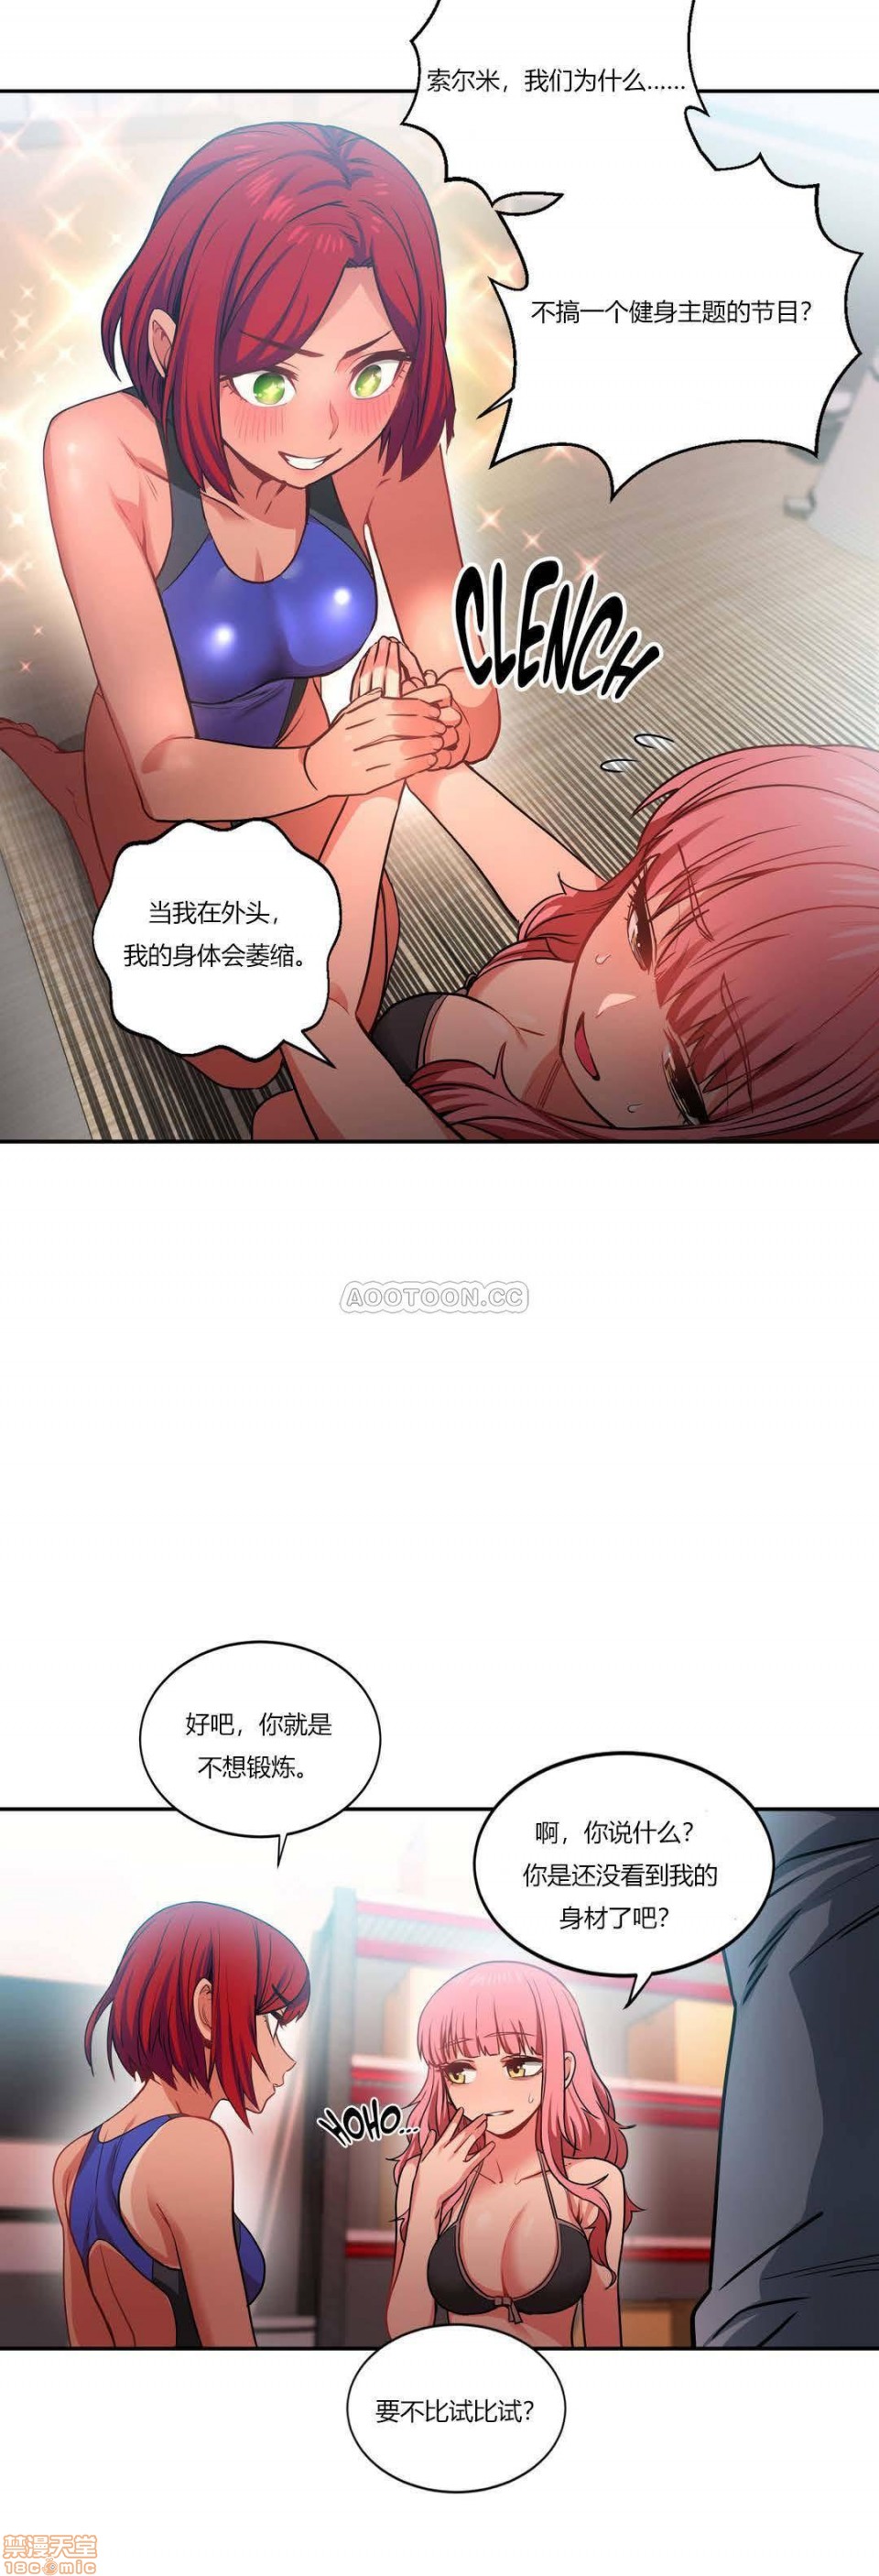 索尔米，我们为什么……
不搞一个健身主题的节目？
CLENCH
当我在外头，
我的身体会萎缩。
AOOTOON.CC
好吧，你就是
不想锻炼。
啊，你说什么？
你是还没看到我的
身材了吧？
HOHO...
要不比试比试？
禁漫天堂
18comic